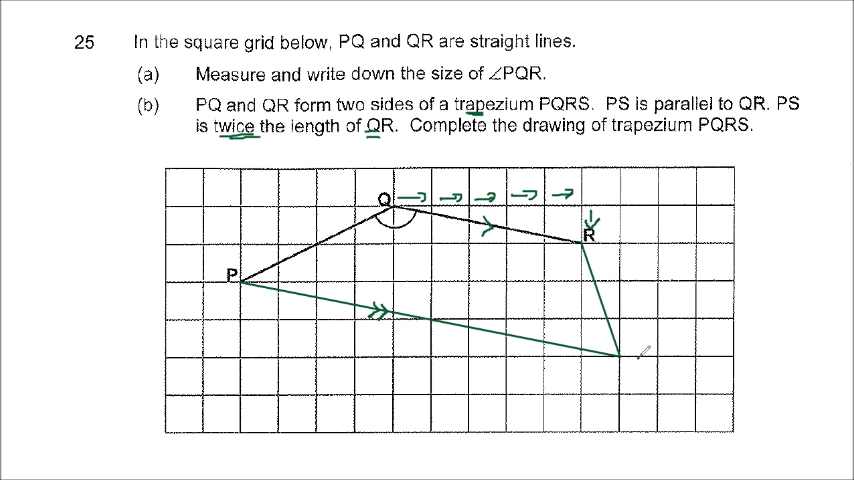 25 In the square grid below, PQ and QR are straight lines.
(a) Measure and write down the size of ∠PQR.
(b) PQ and QR form two sides of a trapezium PQRS. PS is parallel to QR. PS
is twice the length of QR. Complete the drawing of trapezium PQRS.
Q
R
P